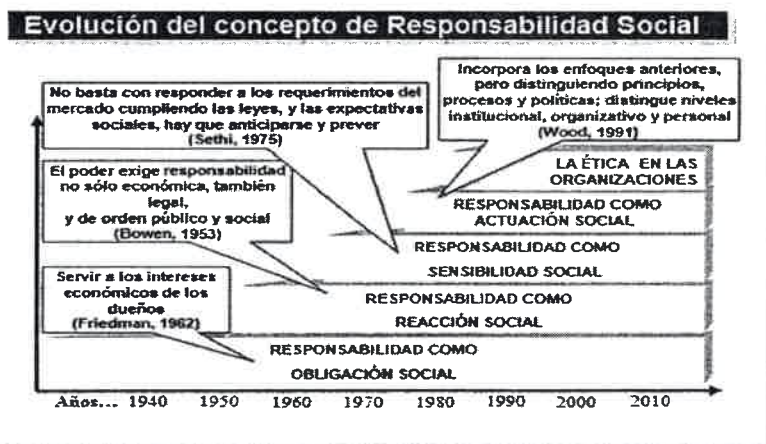 Evolución del concepto de Responsabilidad Social
No basta con responder a los requerimientos del
mercado cumpliendo las leyes, y las expectativas
sociales, hay que anticiparse y prever
(Sethi, 1975)
Incorpora los enfoques anteriores,
pero distinguiendo principios,
procesos y políticas; distingue niveles
institucional, organizativo y personal
(Wood, 1991)
El poder exige responsabilidad
no sólo económica, también
legal,
y de orden público y social
(Bowen, 1953)
Servir a los intereses
económicos de los
dueños
(Friedman, 1962)
LA ÉTICA EN LAS
ORGANIZACIONES
RESPONSABILIDAD COMO
ACTUACIÓN SOCIAL
RESPONSABILIDAD COMO
SENSIBILIDAD SOCIAL
RESPONSABILIDAD COMO
REACCIÓN SOCIAL
RESPONSABILIDAD COMO
OBLIGACIÓN SOCIAL
Años... 1940 1950 1960 1970 1980 1990 2000 2010